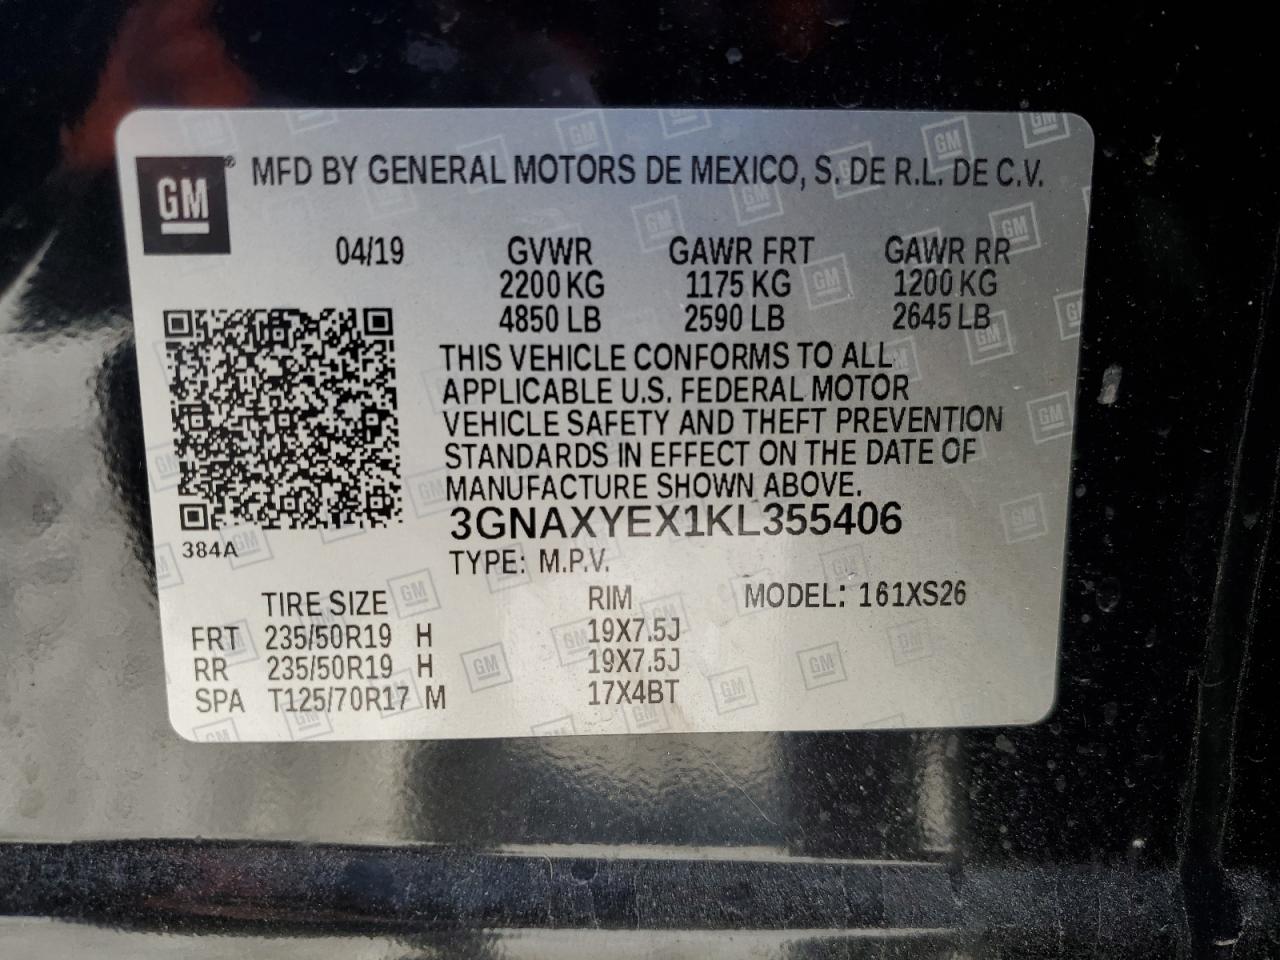 GM® MFD BY GENERAL MOTORS DE MEXICO, S. DE R.L. DE C.V.
04/19 GVWR GAWR FRT GAWR RR
2200 KG 1175 KG 1200 KG
4850 LB 2590 LB 2645 LB
THIS VEHICLE CONFORMS TO ALL
APPLICABLE U.S. FEDERAL MOTOR
VEHICLE SAFETY AND THEFT PREVENTION
STANDARDS IN EFFECT ON THE DATE OF
MANUFACTURE SHOWN ABOVE.
3GNAXYEX1KL355406
384A
TYPE: M.P.V.
TIRE SIZE RIM MODEL: 161XS26
FRT 235/50R19 H 19X7.5J
RR 235/50R19 H 19X7.5J
SPA T125/70R17 M 17X4BT